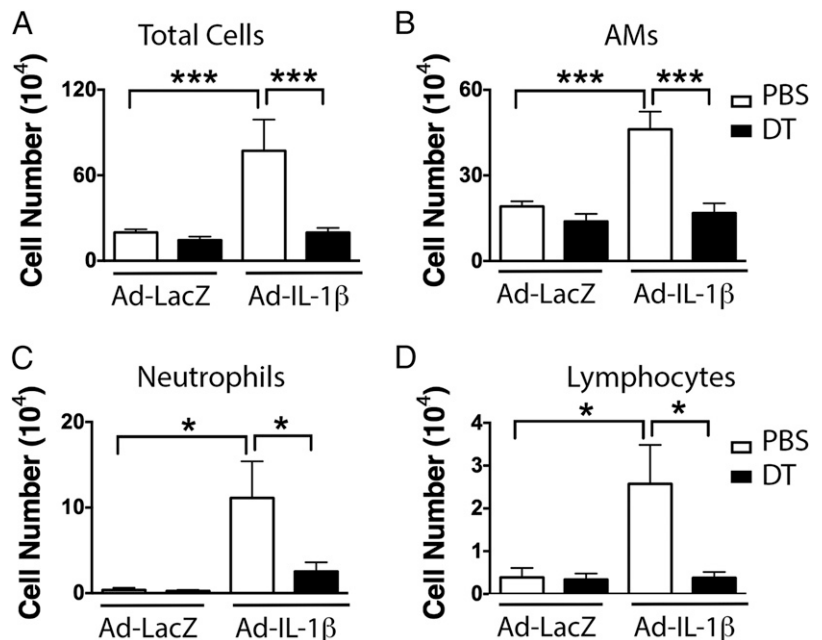 A
Total Cells
Cell Number (10⁴)
120
60
0
***
***
Ad-LacZ
Ad-IL-1β
B
AMs
Cell Number (10⁴)
60
30
0
***
***
PBS
DT
Ad-LacZ
Ad-IL-1β
C
Neutrophils
Cell Number (10⁴)
20
10
0
*
*
Ad-LacZ
Ad-IL-1β
D
Lymphocytes
Cell Number (10⁴)
4
3
2
1
0
*
*
PBS
DT
Ad-LacZ
Ad-IL-1β